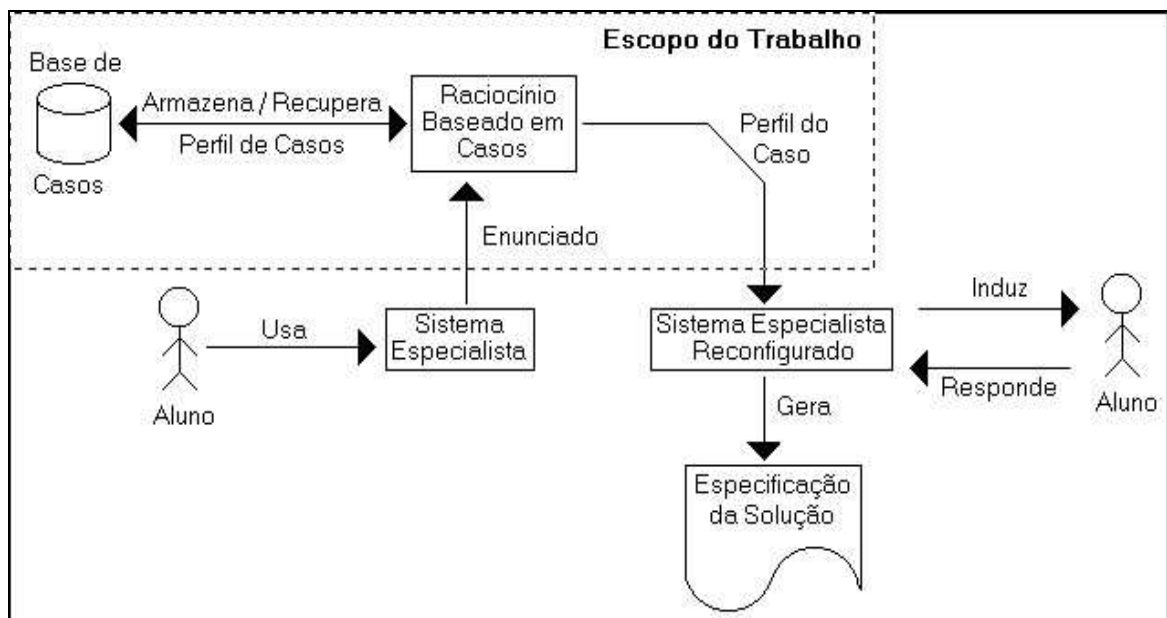 Escopo do Trabalho
Base de
Casos
Armazena / Recupera
Perfil de Casos
Raciocínio
Baseado em
Casos
Perfil do
Caso
Enunciado
Aluno
Usa
Sistema
Especialista
Sistema Especialista
Reconfigurado
Induz
Responde
Aluno
Gera
Especificação
da Solução